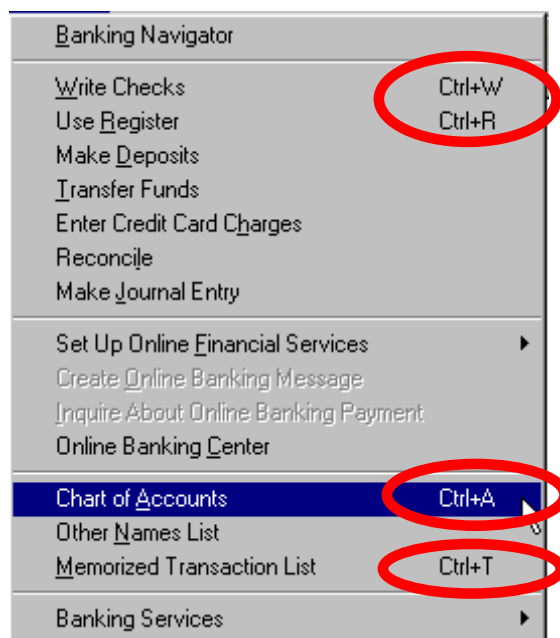 Banking Navigator
Write Checks Ctrl+W
Use Register Ctrl+R
Make Deposits
Transfer Funds
Enter Credit Card Charges
Reconcile
Make Journal Entry
Set Up Online Financial Services
Create Online Banking Message
Inquire About Online Banking Payment
Online Banking Center
Chart of Accounts Ctrl+A
Other Names List
Memorized Transaction List Ctrl+T
Banking Services